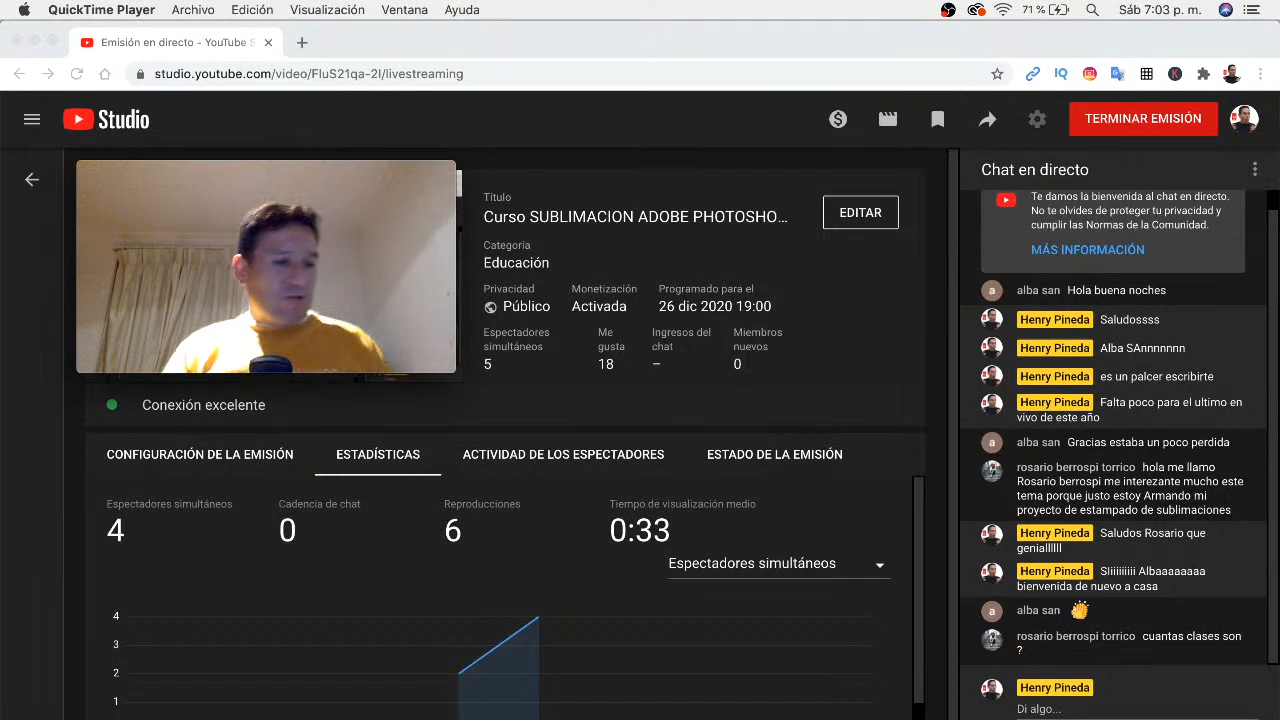 QuickTime Player Archivo Edición Visualización Ventana Ayuda
71 % Sáb 7:03 p. m.
Emisión en directo - YouTube S
studio.youtube.com/video/FluS21qa-2I/livestreaming
Studio
TERMINAR EMISIÓN
Título
Curso SUBLIMACION ADOBE PHOTOSHO...
EDITAR
Categoría
Educación
Privacidad Monetización Programado para el
Público Activada 26 dic 2020 19:00
Espectadores simultáneos
Me gusta
Ingresos del chat
Miembros nuevos
5 18 – 0
Conexión excelente
CONFIGURACIÓN DE LA EMISIÓN ESTADÍSTICAS ACTIVIDAD DE LOS ESPECTADORES ESTADO DE LA EMISIÓN
Espectadores simultáneos Cadencia de chat Reproducciones Tiempo de visualización medio
4 0 6 0:33
Espectadores simultáneos
4
3
2
1
Chat en directo
Te damos la bienvenida al chat en directo.
No te olvides de proteger tu privacidad y
cumplir las Normas de la Comunidad.
MÁS INFORMACIÓN
a alba san Hola buena noches
Henry Pineda Saludossss
Henry Pineda Alba SAnnnnnn
Henry Pineda es un palcer escribirte
Henry Pineda Falta poco para el ultimo en
vivo de este año
a alba san Gracias estaba un poco perdida
rosario berrospi torrico hola me llamo
Rosario berrospi me interezante mucho este
tema porque justo estoy Armando mi
proyecto de estampado de sublimaciones
Henry Pineda Saludos Rosario que
geniallllll
Henry Pineda SIiiiiiiii Albaaaaaaaa
bienvenida de nuevo a casa
a alba san 👏
rosario berrospi torrico cuantas clases son
?
Henry Pineda
Di algo...